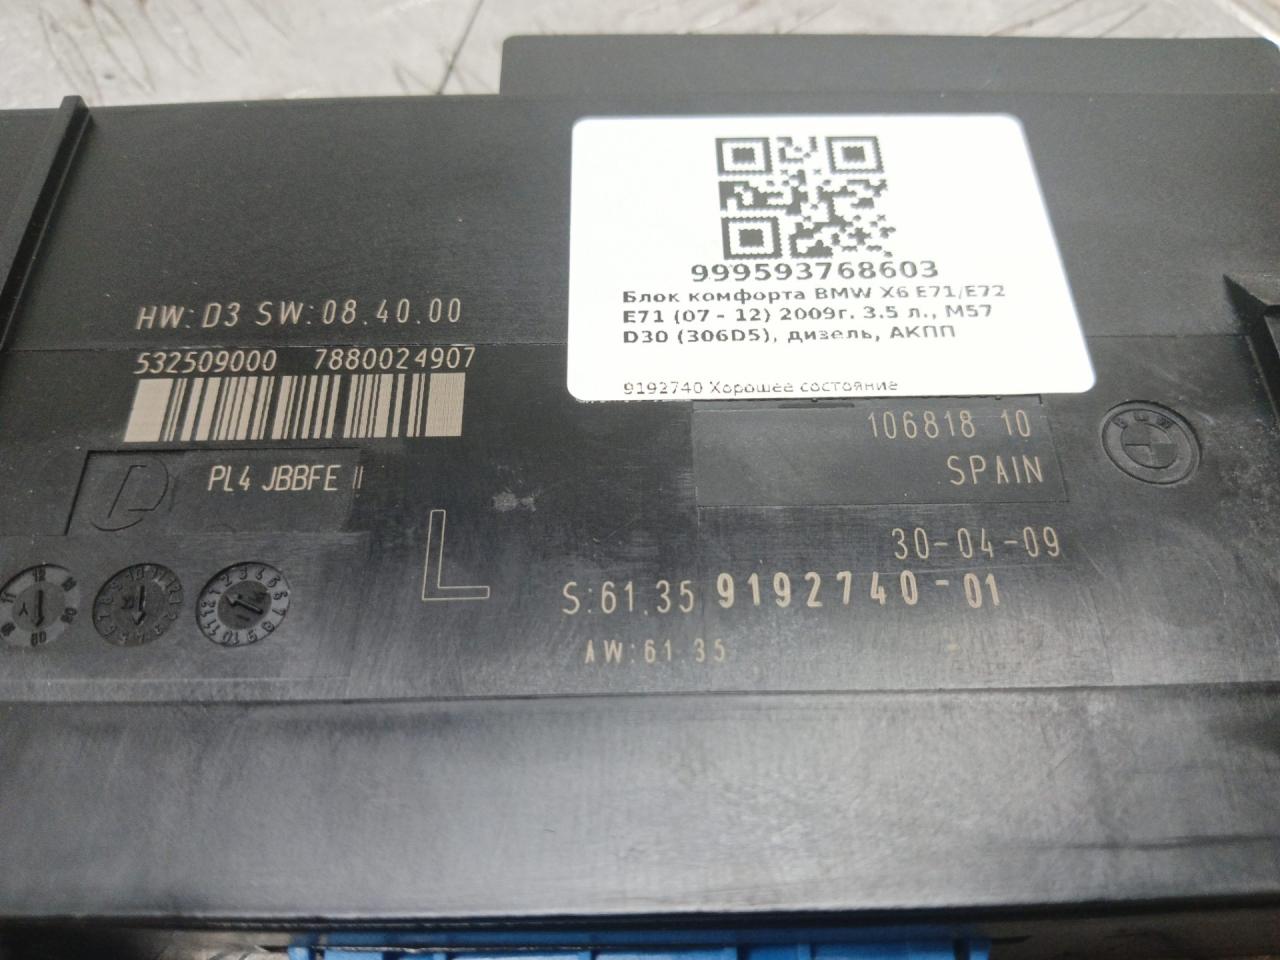 999593768603
Блок комфорта BMW X6 E71/E72
E71 (07 - 12) 2009г. 3.5 л., M57
D30 (306D5), дизель, АКПП
9192740 Хорошее состояние
HW: D3 SW:08.40.00
532509000 7880024907
PL4 JBBFE II
106818 10
SPAIN
BMW
30-04-09
L
S:61.35 9192740-01
AW:61.35 -